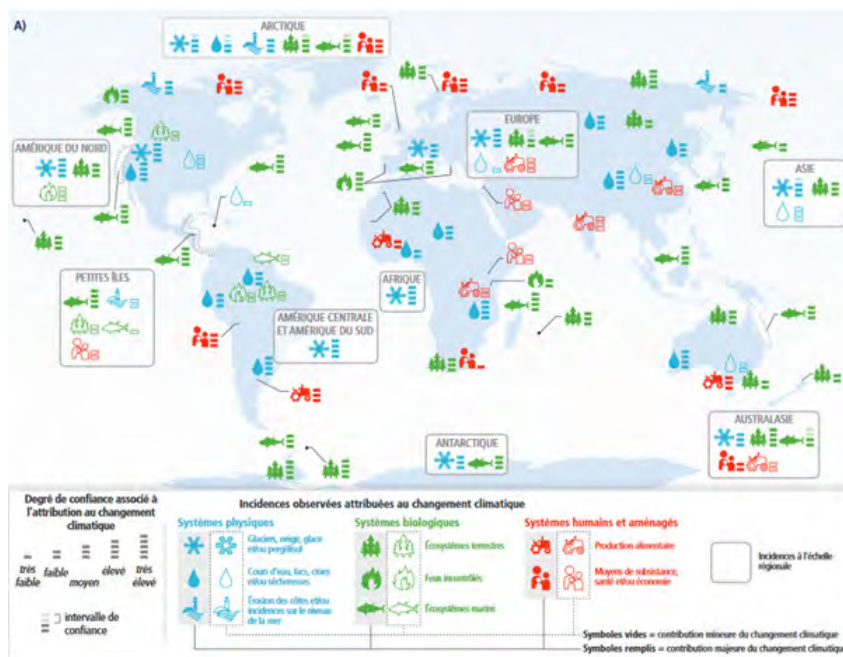 A)
ARCTIQUE
AMÉRIQUE DU NORD
EUROPE
ASIE
PETITES ÎLES
AFRIQUE
AMÉRIQUE CENTRALE
ET AMÉRIQUE DU SUD
ANTARCTIQUE
AUSTRALASIE
Degré de confiance associé à
l'attribution au changement
climatique
très
faible
faible
moyen
élevé
très
élevé
intervalle de
confiance
Incidences observées attribuées au changement climatique
Systèmes physiques
Glaciers, neige, glace
et/ou pergélisol
Cours d'eau, lacs, crues
et/ou sécheresses
Érosion des côtes et/ou
incidences sur le niveau
de la mer
Systèmes biologiques
Écosystèmes terrestres
Feux incontrôlés
Écosystèmes marins
Systèmes humains et aménagés
Production alimentaire
Moyens de subsistance,
santé et/ou économie
Incidences à l'échelle
régionale
Symboles vides = contribution mineure du changement climatique
Symboles remplis = contribution majeure du changement climatique